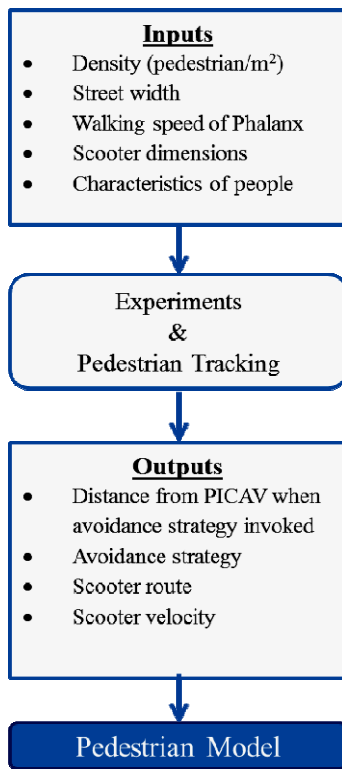 Inputs
• Density (pedestrian/m²)
• Street width
• Walking speed of Phalanx
• Scooter dimensions
• Characteristics of people
Experiments
&
Pedestrian Tracking
Outputs
• Distance from PICAV when
avoidance strategy invoked
• Avoidance strategy
• Scooter route
• Scooter velocity
Pedestrian Model